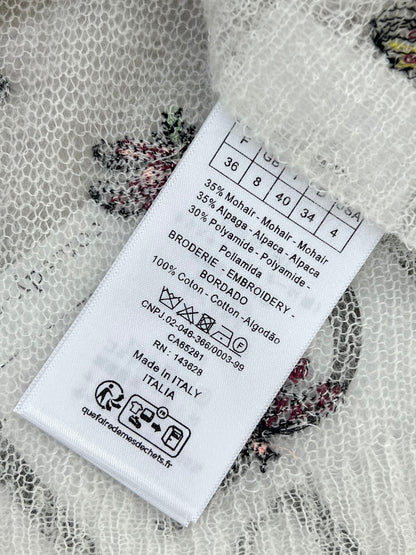 F GB I D USA
36 8 40 34 4
35% Mohair - Mohair - Mohair
35% Alpaga - Alpaca - Alpaca
30% Polyamide - Polyamide -
Poliamida
BRODERIE - EMBROIDERY -
BORDADO
100% Coton - Cotton - Algodão
CNPJ.02-046-366/0003-99
CA85281
RN : 143628
Made in ITALY
ITALIA
quefairedemesdechets.fr